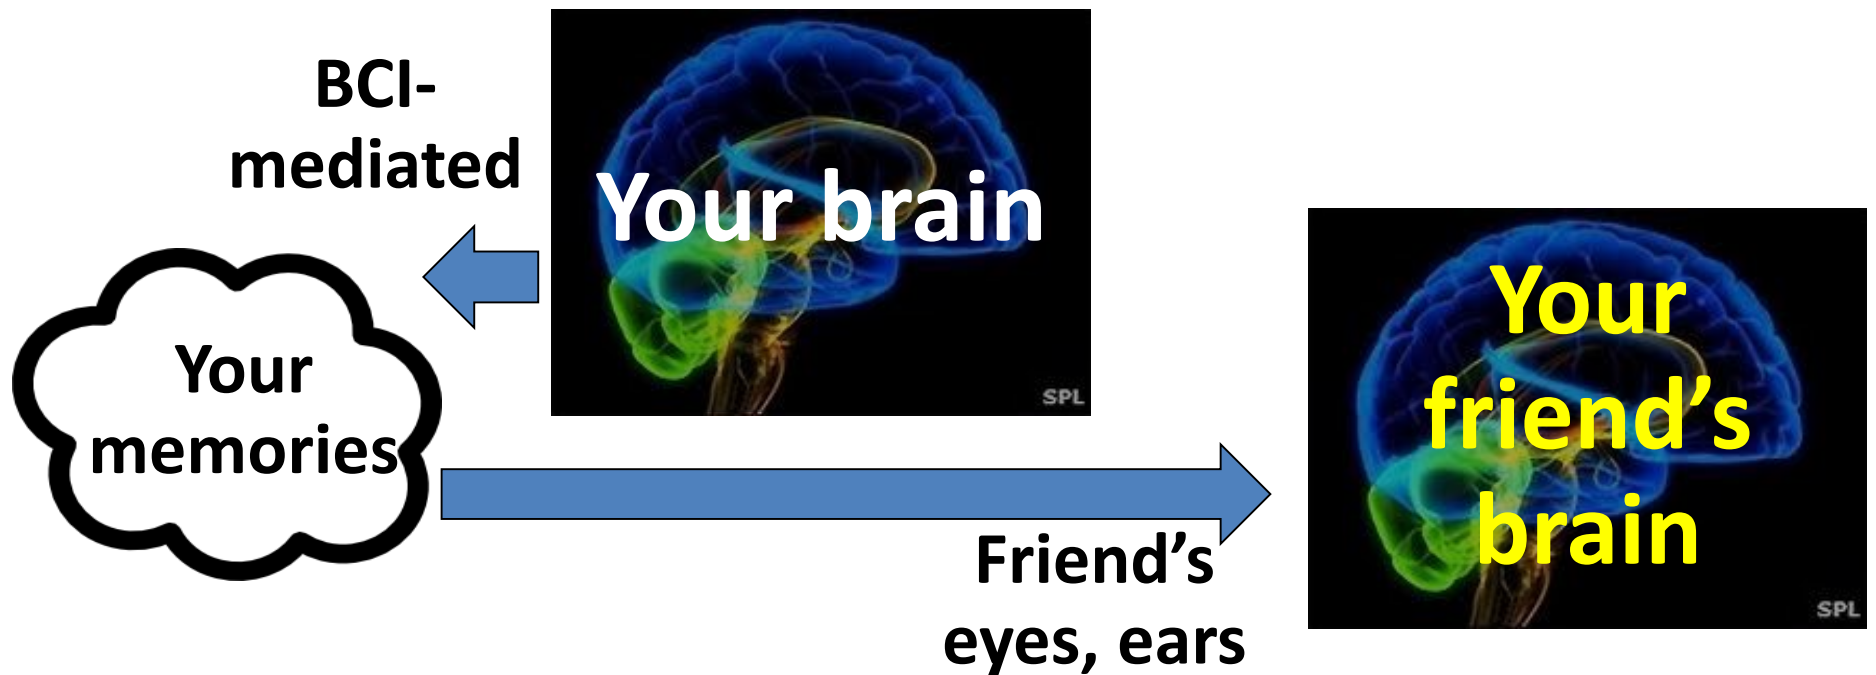 BCI-
mediated
Your brain
SPL
Your
memories
Your
friend's
brain
SPL
Friend's
eyes, ears